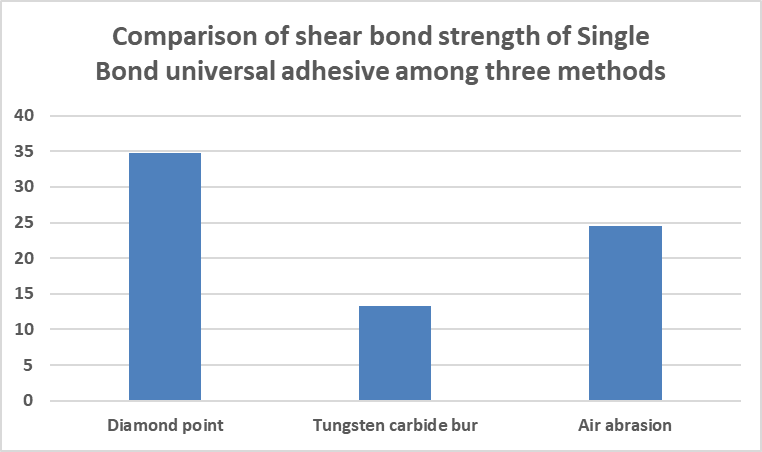 Comparison of shear bond strength of Single
Bond universal adhesive among three methods
40
35
30
25
20
15
10
5
0
Diamond point
Tungsten carbide bur
Air abrasion